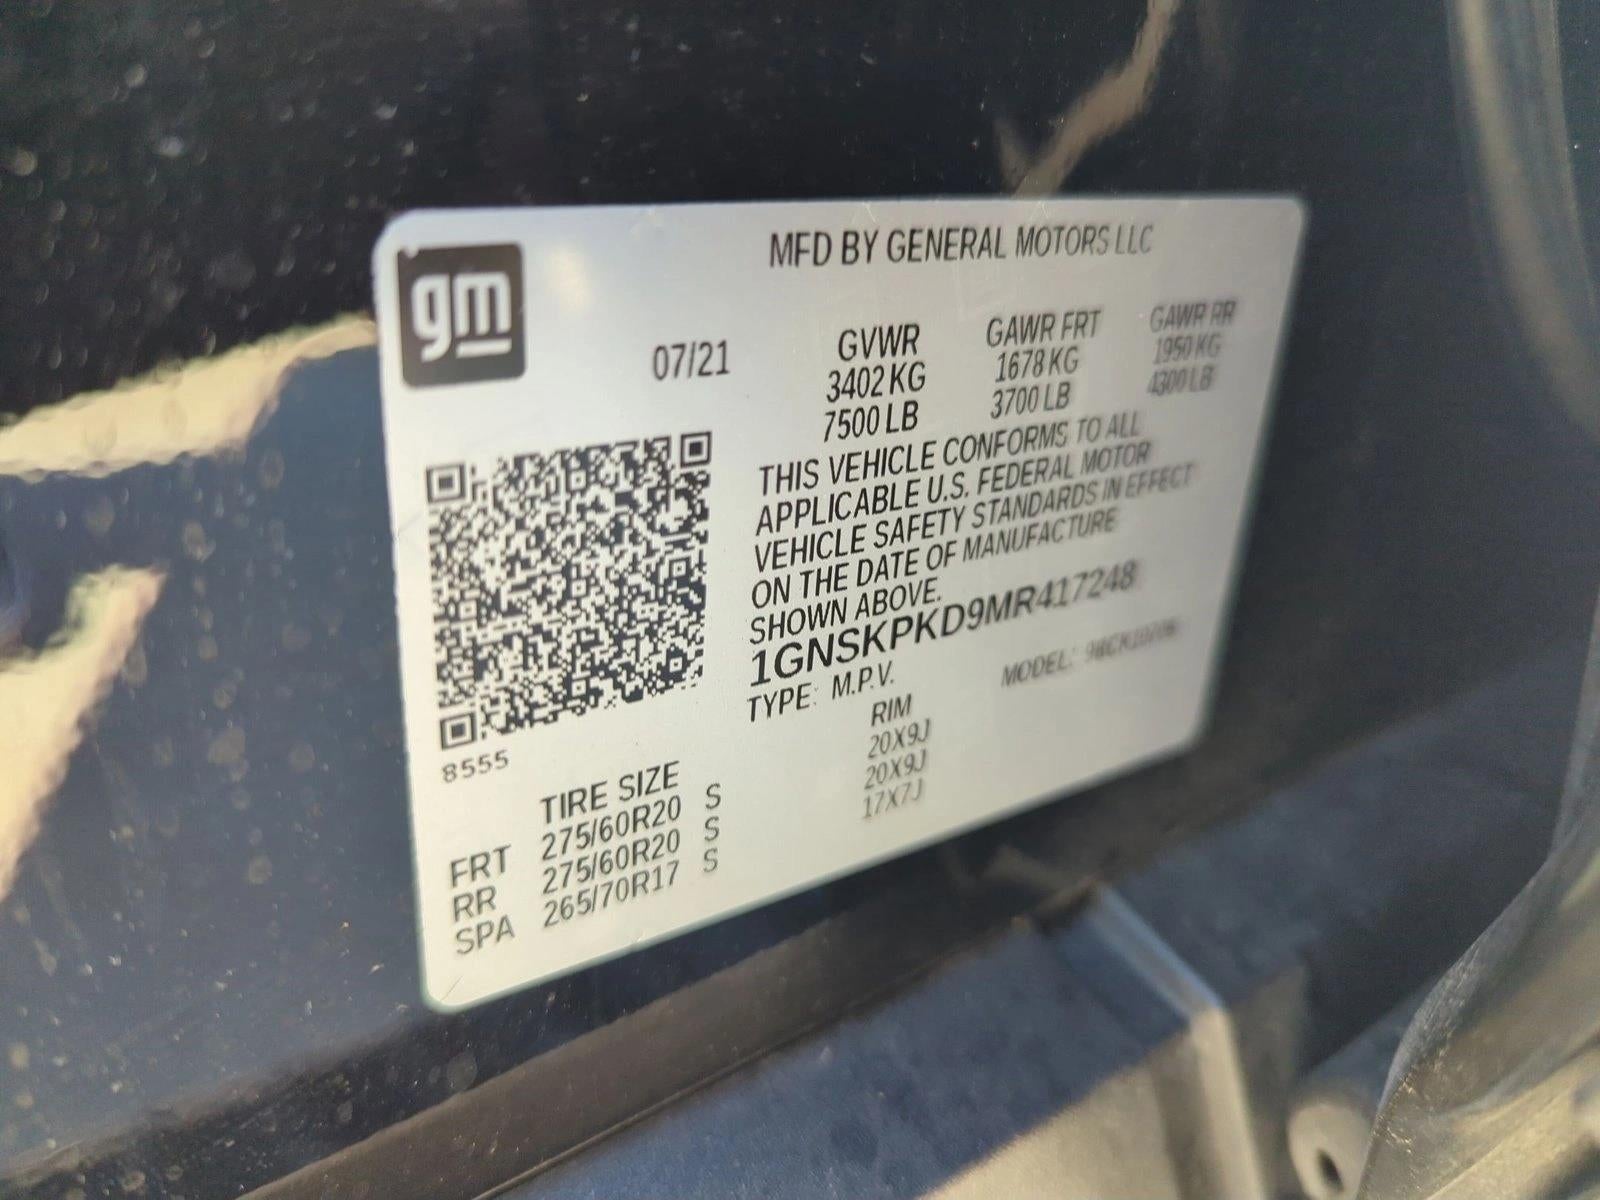 gm
MFD BY GENERAL MOTORS LLC
07/21
GVWR GAWR FRT GAWR RR
3402 KG 1678 KG 1950 KG
7500 LB 3700 LB 4300 LB
THIS VEHICLE CONFORMS TO ALL
APPLICABLE U.S. FEDERAL MOTOR
VEHICLE SAFETY STANDARDS IN EFFECT
ON THE DATE OF MANUFACTURE
SHOWN ABOVE.
1GNSKPKD9MR417248
TYPE: M.P.V. MODEL:
8555
TIRE SIZE RIM
FRT 275/60R20 S 20X9J
RR 275/60R20 S 20X9J
SPA 265/70R17 S 17X7J